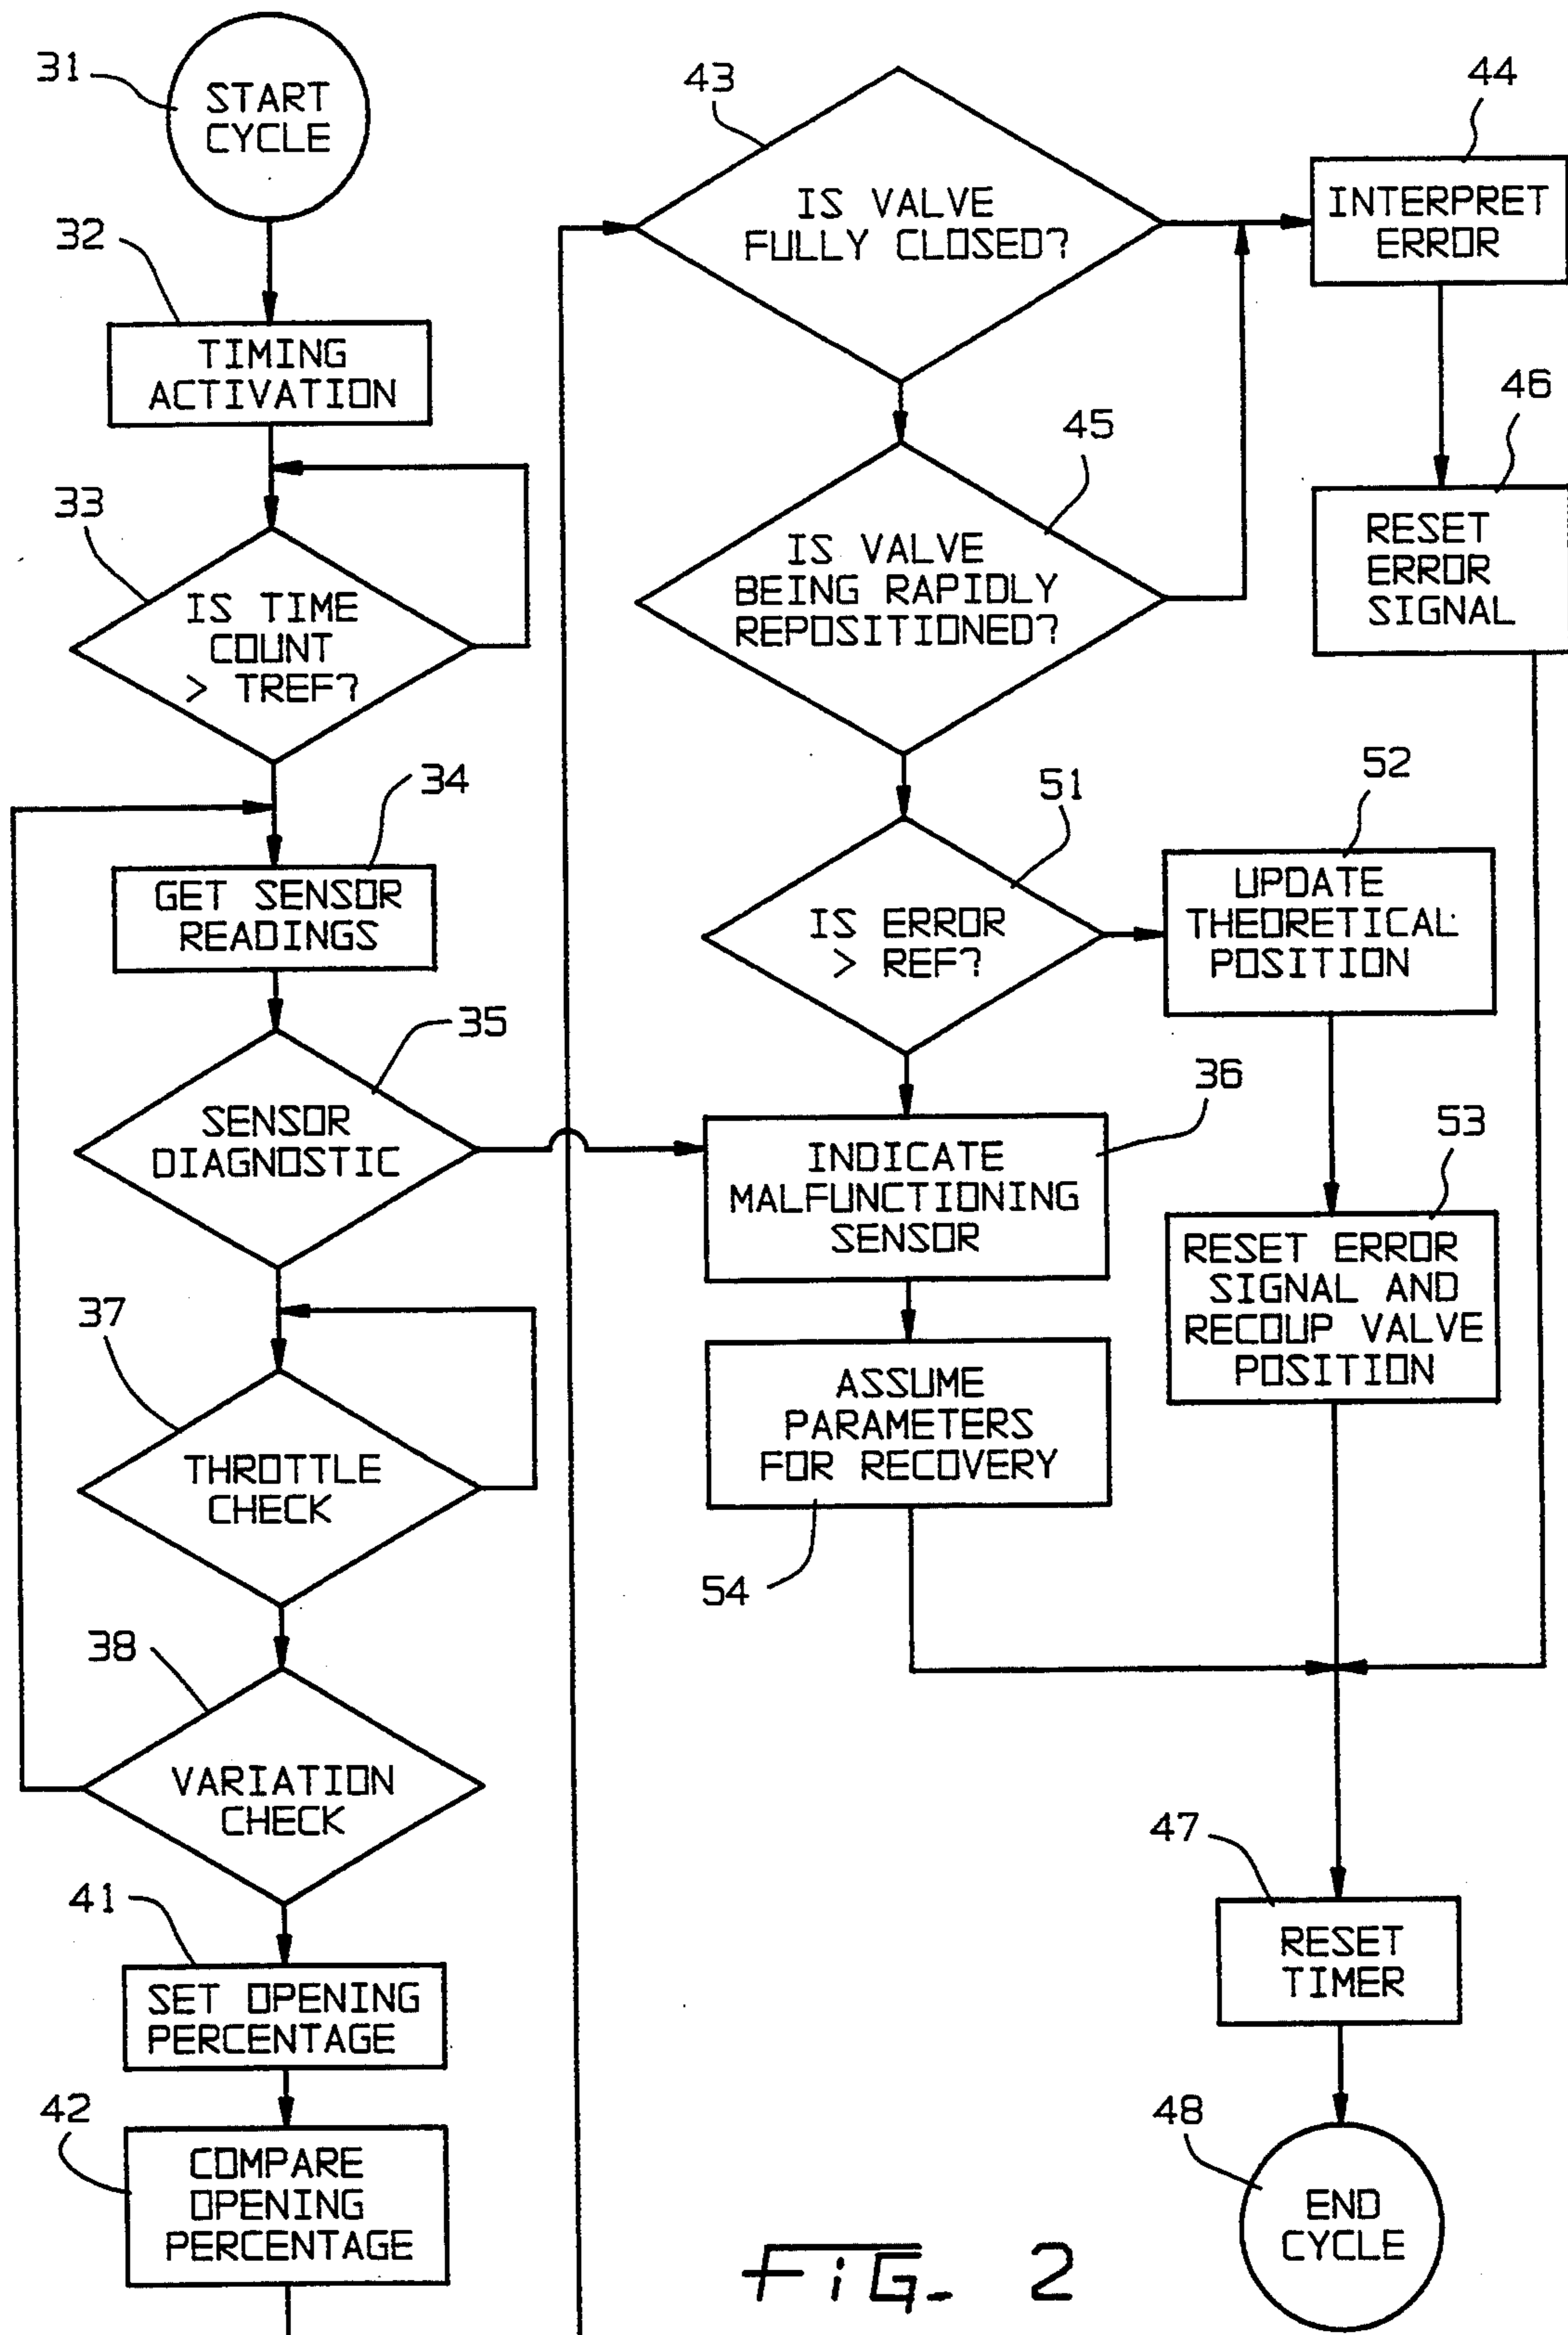 31
START
CYCLE
32
TIMING
ACTIVATION
33
IS TIME
COUNT
> TREF?
34
GET SENSOR
READINGS
35
SENSOR
DIAGNOSTIC
37
THROTTLE
CHECK
38
VARIATION
CHECK
41
SET OPENING
PERCENTAGE
42
COMPARE
OPENING
PERCENTAGE
43
IS VALVE
FULLY CLOSED?
44
INTERPRET
ERROR
45
IS VALVE
BEING RAPIDLY
REPOSITIONED?
46
RESET
ERROR
SIGNAL
51
IS ERROR
> REF?
52
UPDATE
THEORETICAL
POSITION
36
INDICATE
MALFUNCTIONING
SENSOR
53
RESET ERROR
SIGNAL AND
RECOUP VALVE
POSITION
ASSUME
PARAMETERS
FOR RECOVERY
54
47
RESET
TIMER
48
END
CYCLE
FiG- 2